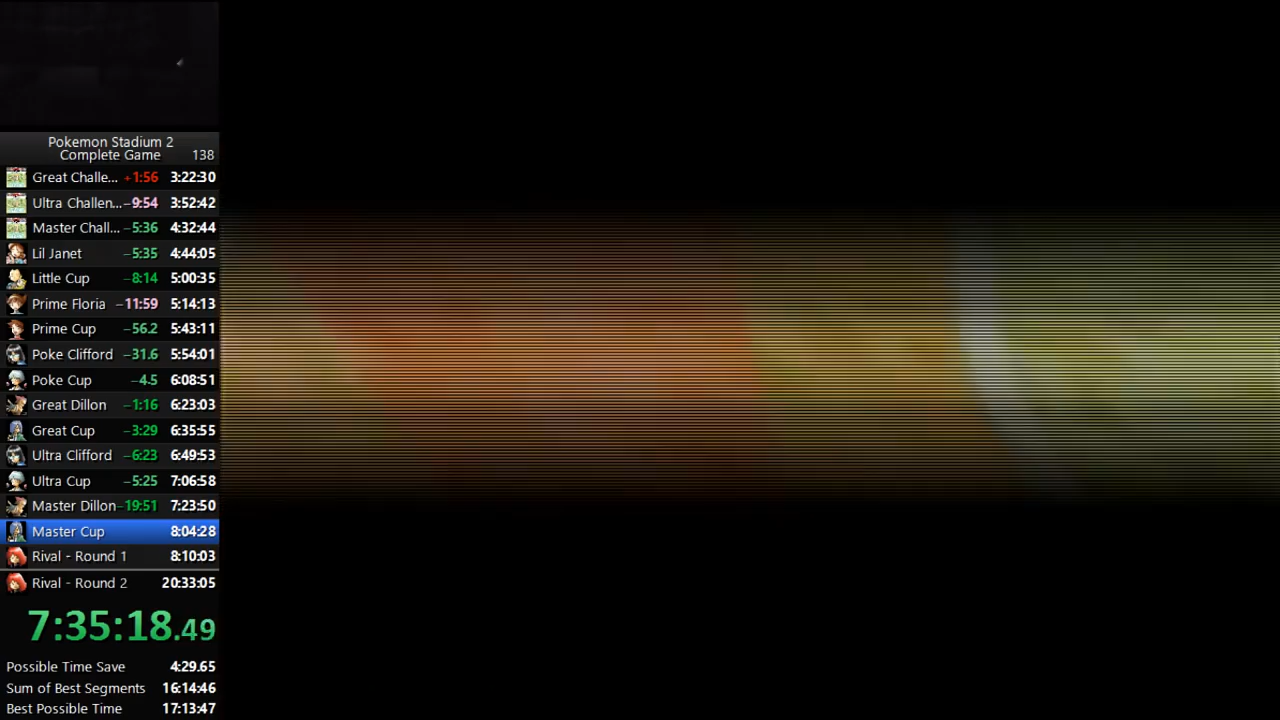 Pokemon Stadium 2
Complete Game 138
Great Challe... +1:56 3:22:30
Ultra Challen... −9:54 3:52:42
Master Chall... −5:36 4:32:44
Lil Janet −5:35 4:44:05
Little Cup −8:14 5:00:35
Prime Floria −11:59 5:14:13
Prime Cup −56.2 5:43:11
Poke Clifford −31.6 5:54:01
Poke Cup −4.5 6:08:51
Great Dillon −1:16 6:23:03
Great Cup −3:29 6:35:55
Ultra Clifford −6:23 6:49:53
Ultra Cup −5:25 7:06:58
Master Dillon −19:51 7:23:50
Master Cup 8:04:28
Rival - Round 1 8:10:03
Rival - Round 2 20:33:05
7:35:18.49
Possible Time Save 4:29.65
Sum of Best Segments 16:14:46
Best Possible Time 17:13:47